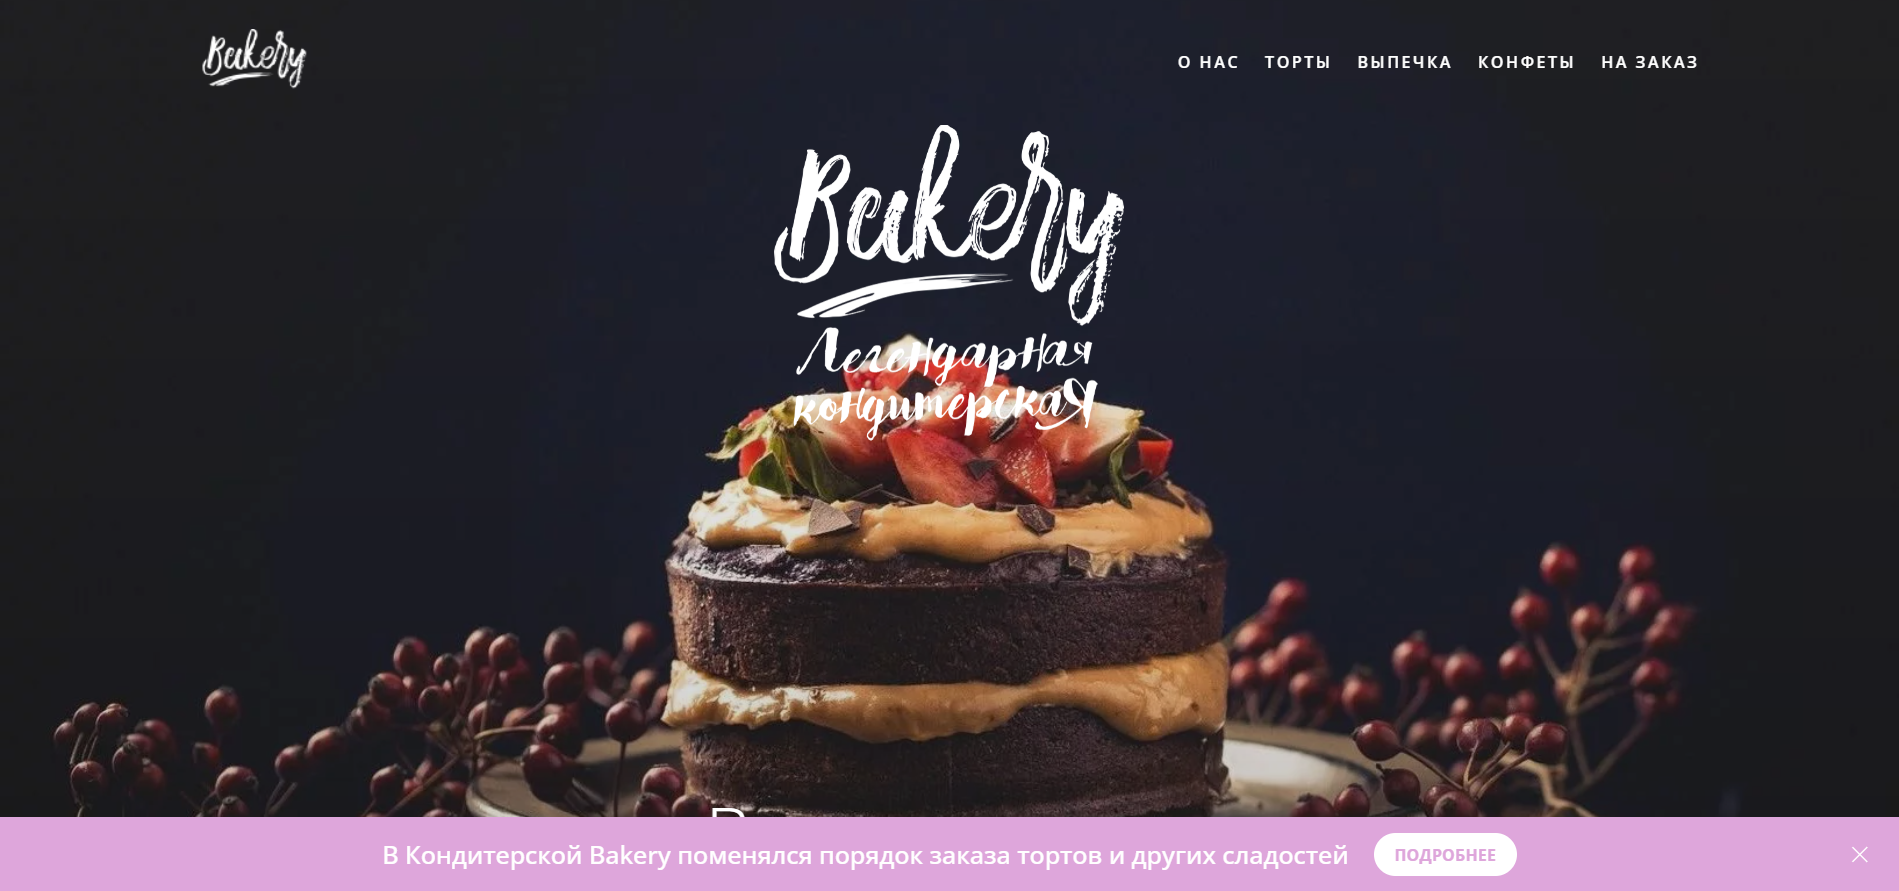 Bakery
О НАС ТОРТЫ ВЫПЕЧКА КОНФЕТЫ НА ЗАКАЗ
Bakery
Легендарная
кондитерская
В Кондитерской Bakery поменялся порядок заказа тортов и других сладостей ПОДРОБНЕЕ